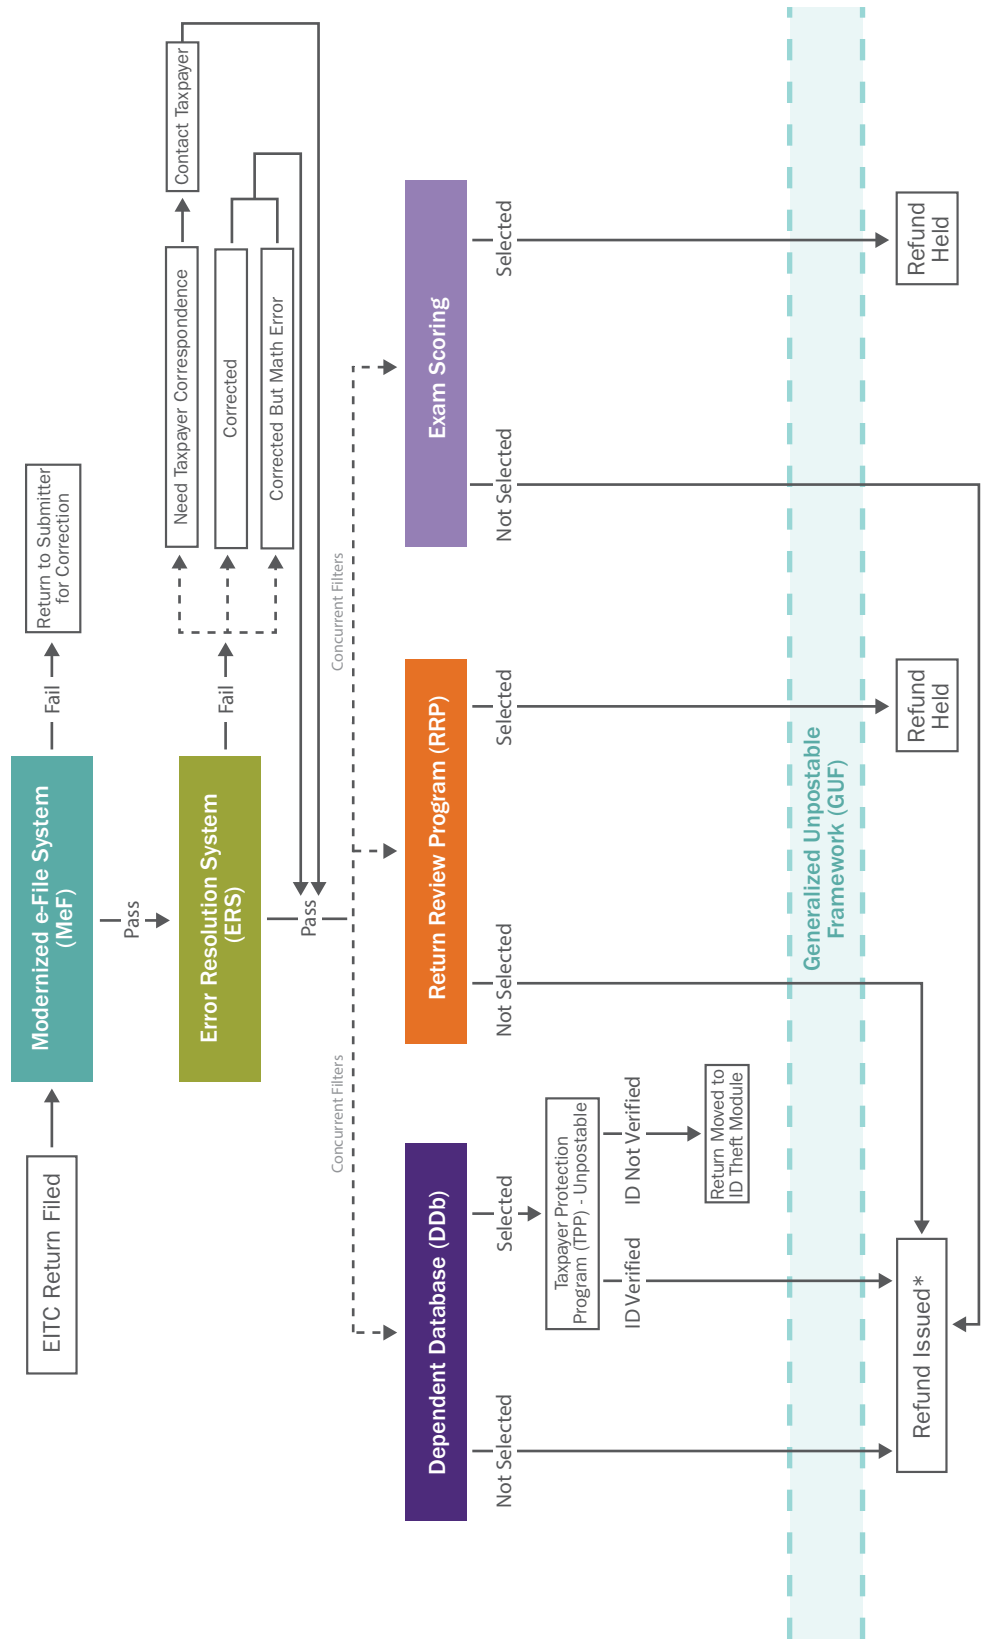 EITC Return Filed
Modernized e-File System
(MeF)
Fail
Return to Submitter
for Correction
Pass
Error Resolution System
(ERS)
Fail
Need Taxpayer Correspondence
Contact Taxpayer
Corrected
Corrected But Math Error
Pass
Concurrent Filters
Concurrent Filters
Dependent Database (DDb)
Return Review Program (RRP)
Exam Scoring
Not Selected
Selected
Not Selected
Selected
Not Selected
Selected
Taxpayer Protection
Program (TPP) - Unpostable
ID Verified
ID Not Verified
Return Moved to
ID Theft Module
Generalized Unpostable
Framework (GUF)
Refund Issued*
Refund
Held
Refund
Held